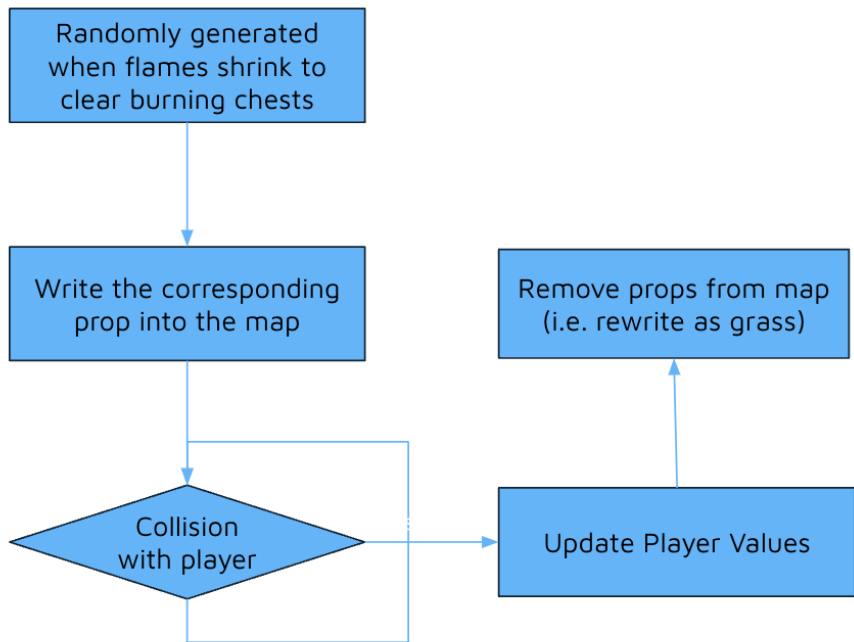 Randomly generated
when flames shrink to
clear burning chests
Write the corresponding
prop into the map
Remove props from map
(i.e. rewrite as grass)
Collision
with player
Update Player Values